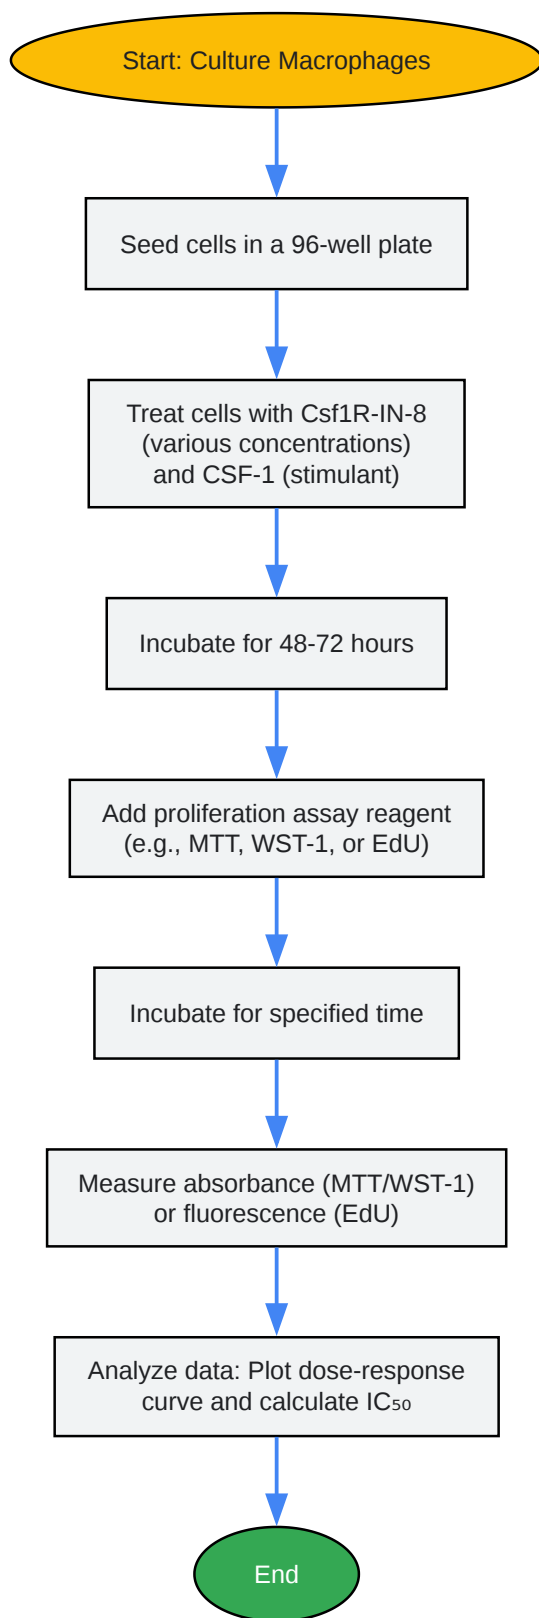 Start: Culture Macrophages
Seed cells in a 96-well plate
Treat cells with Csf1R-IN-8
(various concentrations)
and CSF-1 (stimulant)
Incubate for 48-72 hours
Add proliferation assay reagent
(e.g., MTT, WST-1, or EdU)
Incubate for specified time
Measure absorbance (MTT/WST-1)
or fluorescence (EdU)
Analyze data: Plot dose-response
curve and calculate IC₅₀
End